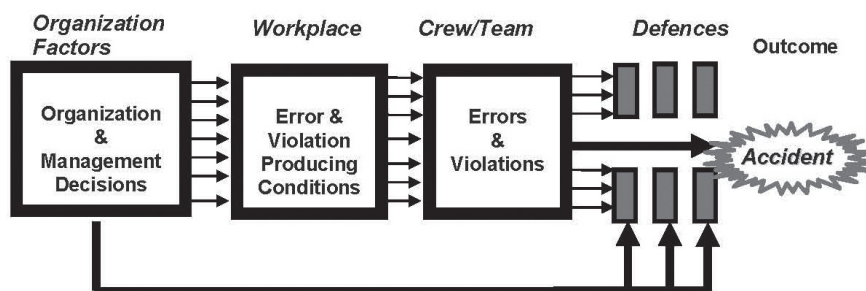 Organization
Factors
Workplace
Crew/Team
Defences
Outcome
Organization
&
Management
Decisions
Error &
Violation
Producing
Conditions
Errors
&
Violations
Accident